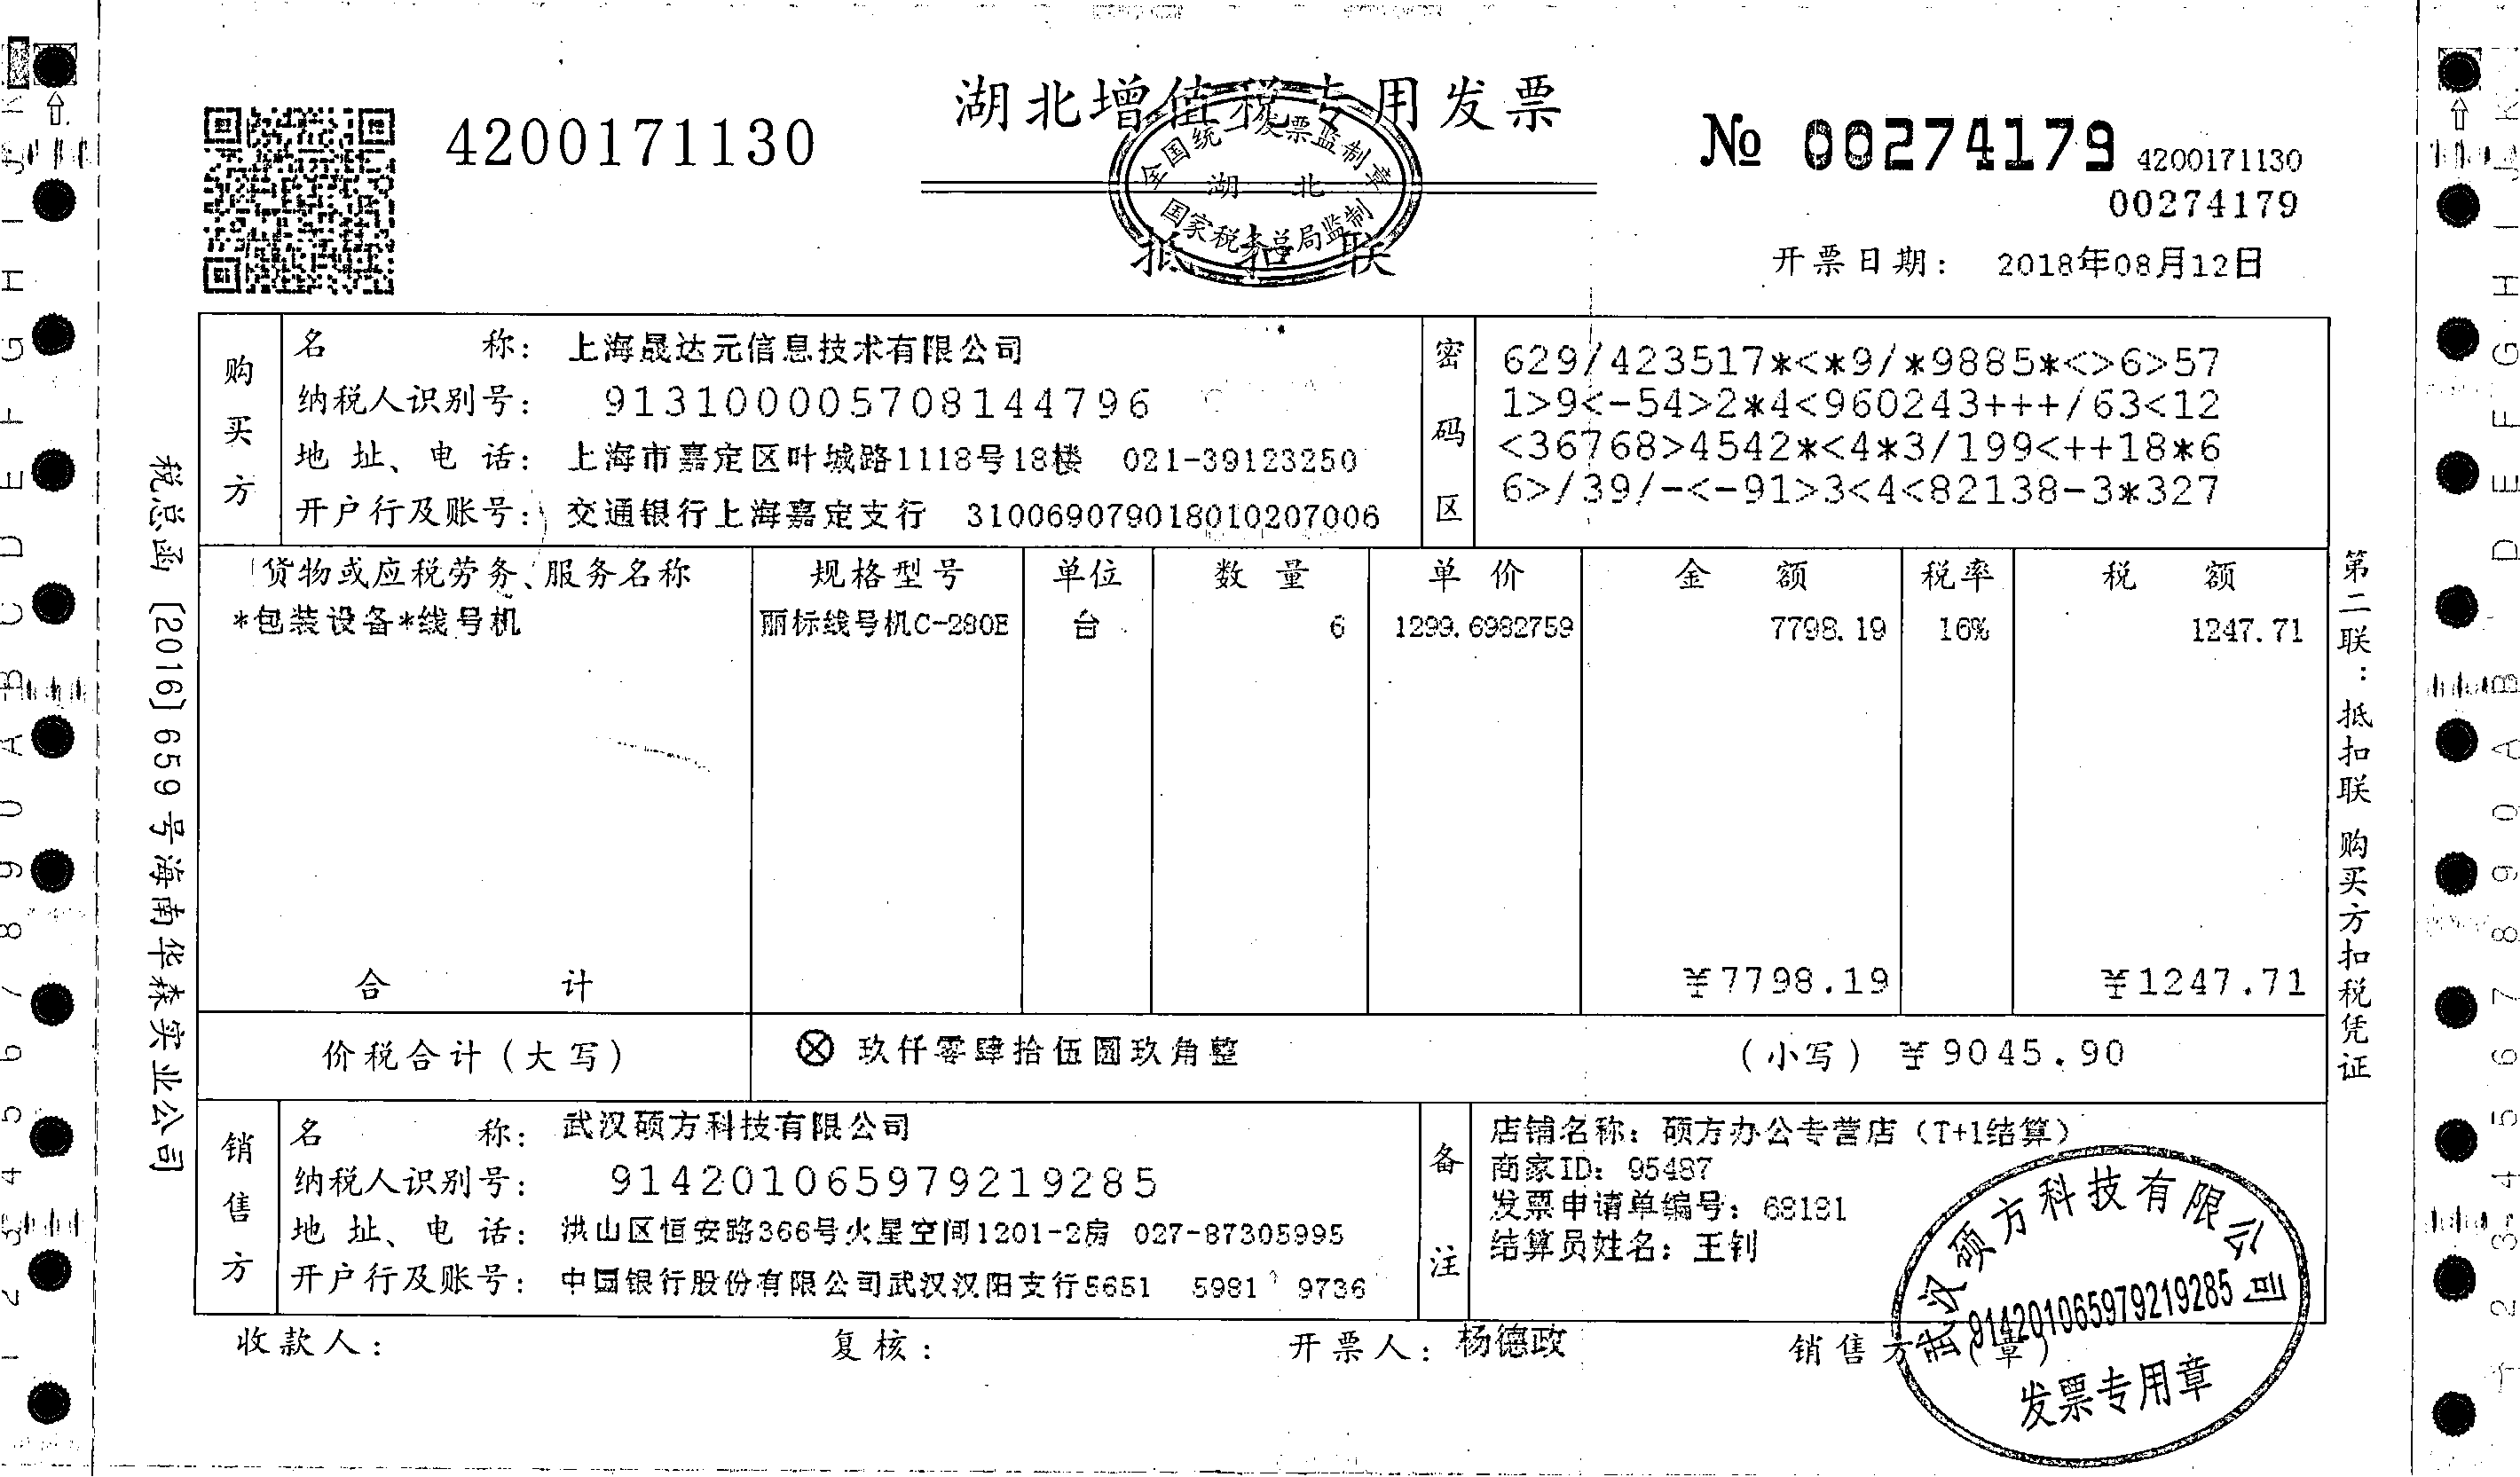 湖北增值税专用发票
4200171130
№ 00274179
4200171130
00274179
全国统一发票监制章
湖北
国家税务总局监制
抵扣联
开票日期： 2018年08月12日
购买方
名称： 上海晟达元信息技术有限公司
纳税人识别号： 913100005708144796
地址、电话： 上海市嘉定区叶城路1118号18楼 021-39123250
开户行及账号： 交通银行上海嘉定支行 310069079018010207006
密码区
629/423517*<*9/*9885*<>6>57
1>9<-54>2*4<960243+++/63<12
<36768>4542*<4*3/199<++18*6
6>/39/-<-91>3<4<82138-3*327
货物或应税劳务、服务名称 规格型号 单位 数量 单价 金额 税率 税额
*包装设备*线号机 丽标线号机C-280E 台 6 1299.6982759 7798.19 16% 1247.71
合计 ￥7798.19 ￥1247.71
价税合计（大写） ⊗ 玖仟零肆拾伍圆玖角整 （小写）￥9045.90
销售方
名称： 武汉硕方科技有限公司
纳税人识别号： 914201065979219285
地址、电话： 洪山区恒安路366号火星空间1201-2房 027-87305995
开户行及账号： 中国银行股份有限公司武汉汉阳支行5651 5981 9736
备注
店铺名称：硕方办公专营店（T+1结算）
商家ID：95487
发票申请单编号：68181
结算员姓名：王钊
收款人： 复核： 开票人：杨德政 销售方：（章）
武汉硕方科技有限公司
914201065979219285
发票专用章
税总函〔2016〕659号海南华森实业公司
第二联：抵扣联 购买方扣税凭证